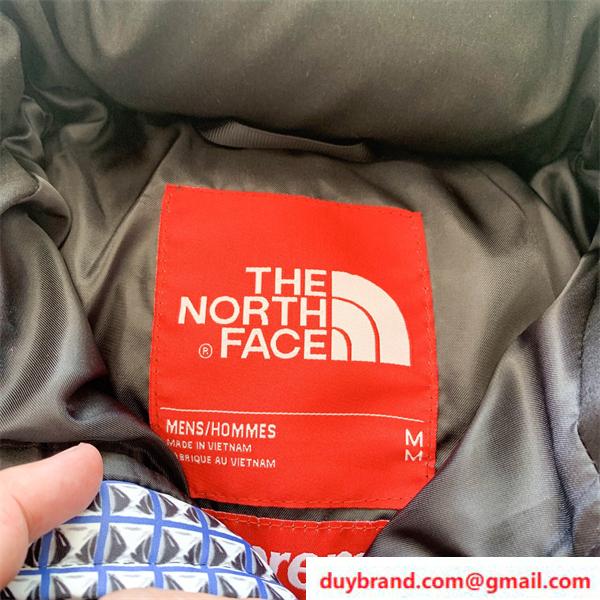 THE
NORTH
® FACE
MENS/HOMMES M
MADE IN VIETNAM M
FABRIQUE AU VIETNAM
duybrand.com@gmail.com